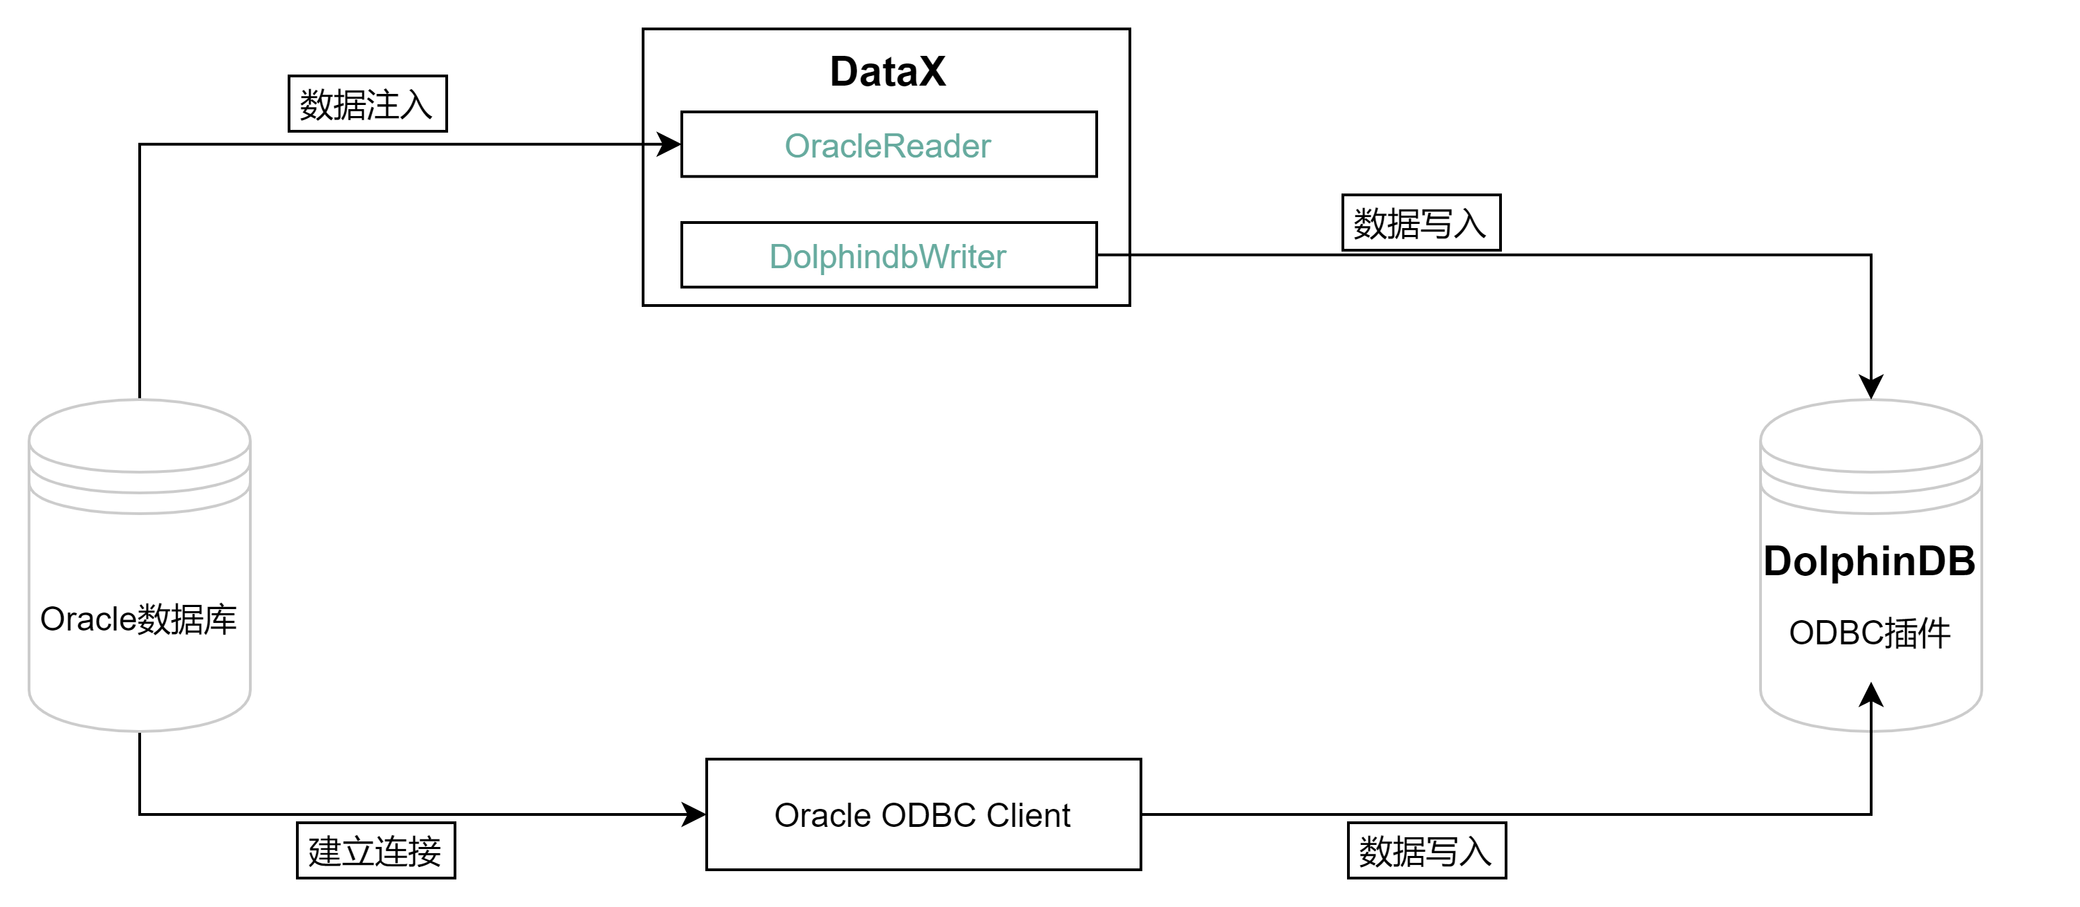 DataX
数据注入
OracleReader
数据写入
DolphindbWriter
DolphinDB
Oracle数据库
ODBC插件
Oracle ODBC Client
建立连接
数据写入